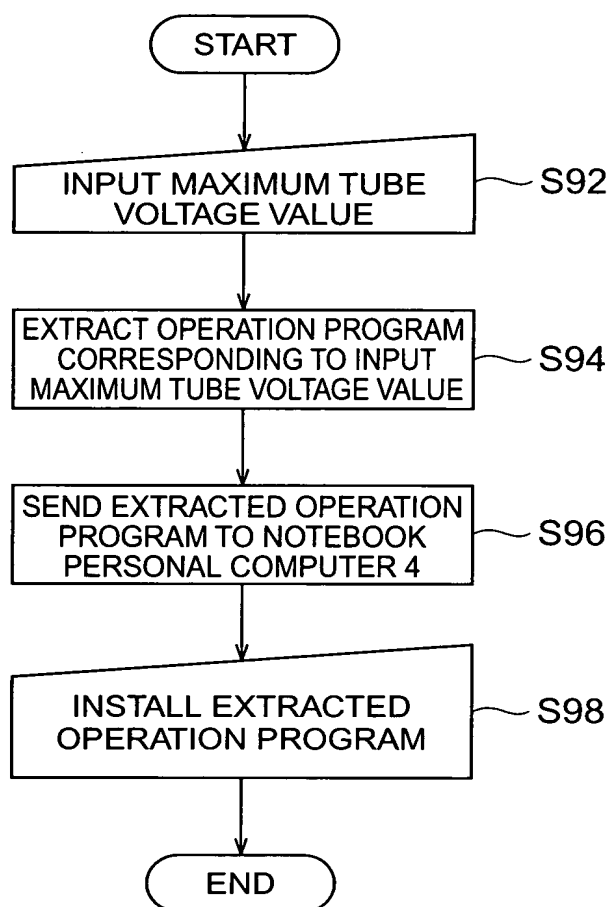 START
INPUT MAXIMUM TUBE
VOLTAGE VALUE
S92
EXTRACT OPERATION PROGRAM
CORRESPONDING TO INPUT
MAXIMUM TUBE VOLTAGE VALUE
S94
SEND EXTRACTED OPERATION
PROGRAM TO NOTEBOOK
PERSONAL COMPUTER 4
S96
INSTALL EXTRACTED
OPERATION PROGRAM
S98
END